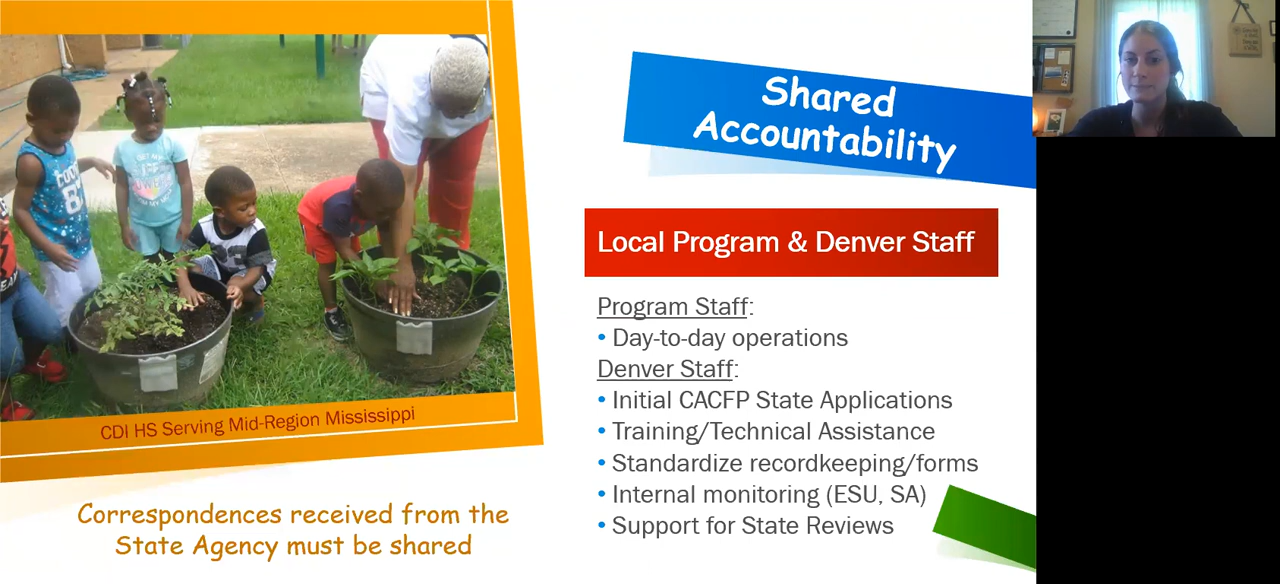 Shared
Accountability
Local Program & Denver Staff
Program Staff:
• Day-to-day operations
Denver Staff:
• Initial CACFP State Applications
• Training/Technical Assistance
• Standardize recordkeeping/forms
• Internal monitoring (ESU, SA)
• Support for State Reviews
CDI HS Serving Mid-Region Mississippi
Correspondences received from the
State Agency must be shared